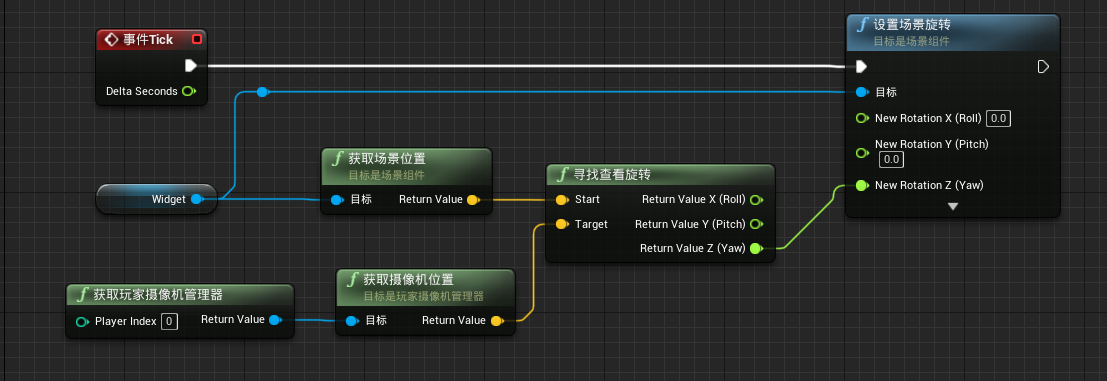 事件Tick
Delta Seconds
Widget
获取场景位置
目标是场景组件
目标 Return Value
获取玩家摄像机管理器
Player Index 0 Return Value
获取摄像机位置
目标是玩家摄像机管理器
目标 Return Value
寻找查看旋转
Start Return Value X (Roll)
Target Return Value Y (Pitch)
Return Value Z (Yaw)
设置场景旋转
目标是场景组件
目标
New Rotation X (Roll) 0.0
New Rotation Y (Pitch)
0.0
New Rotation Z (Yaw)